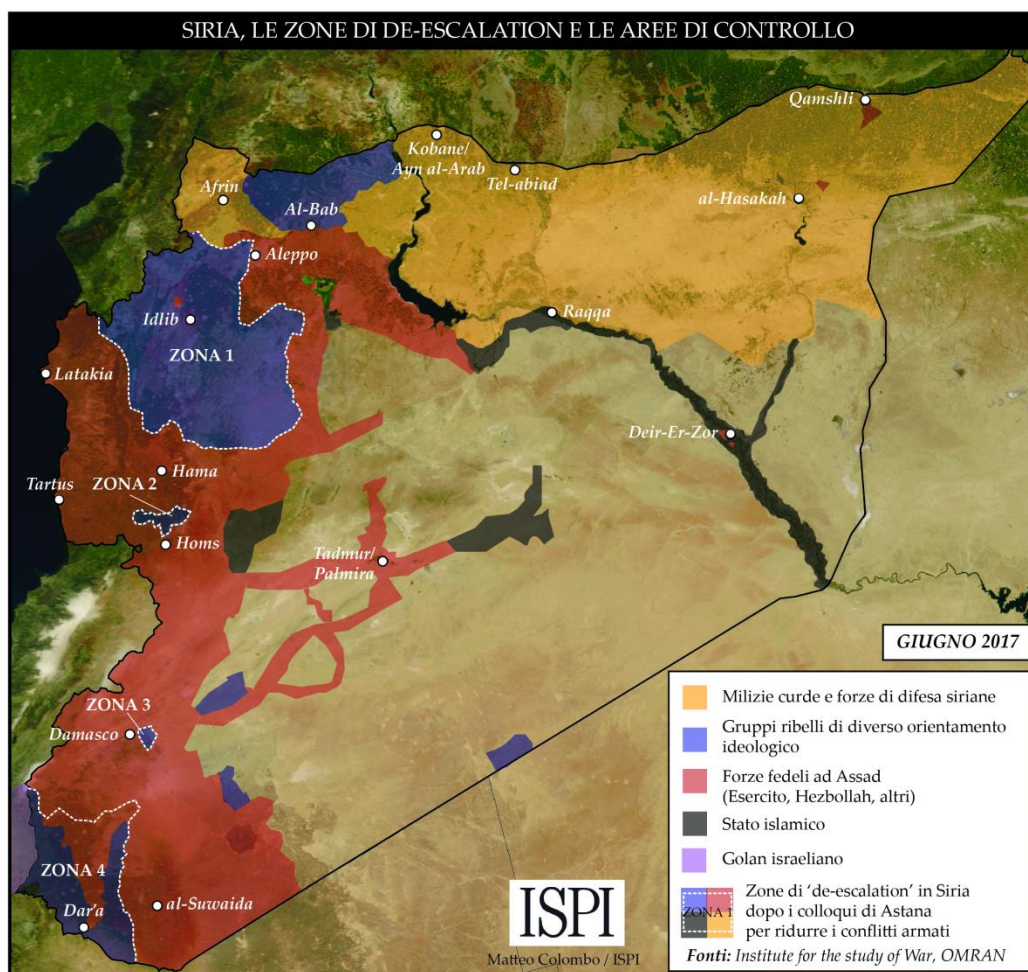 SIRIA, LE ZONE DI DE-ESCALATION E LE AREE DI CONTROLLO
Qamshli
Kobane/
Ayn al-Arab
Tel-abiad
Afrin
al-Hasakah
Al-Bab
Aleppo
Idlib
Raqqa
ZONA 1
Latakia
Deir-Er-Zor
Hama
ZONA 2
Tartus
Homs
Tadmur/
Palmira
GIUGNO 2017
ZONA 3
Damasco
ZONA 4
Dar'a
al-Suwaida
Milizie curde e forze di difesa siriane
Gruppi ribelli di diverso orientamento
ideologico
Forze fedeli ad Assad
(Esercito, Hezbollah, altri)
Stato islamico
Golan israeliano
ZONA 1
Zone di 'de-escalation' in Siria
dopo i colloqui di Astana
per ridurre i conflitti armati
Fonti: Institute for the study of War, OMRAN
ISPI
Matteo Colombo / ISPI